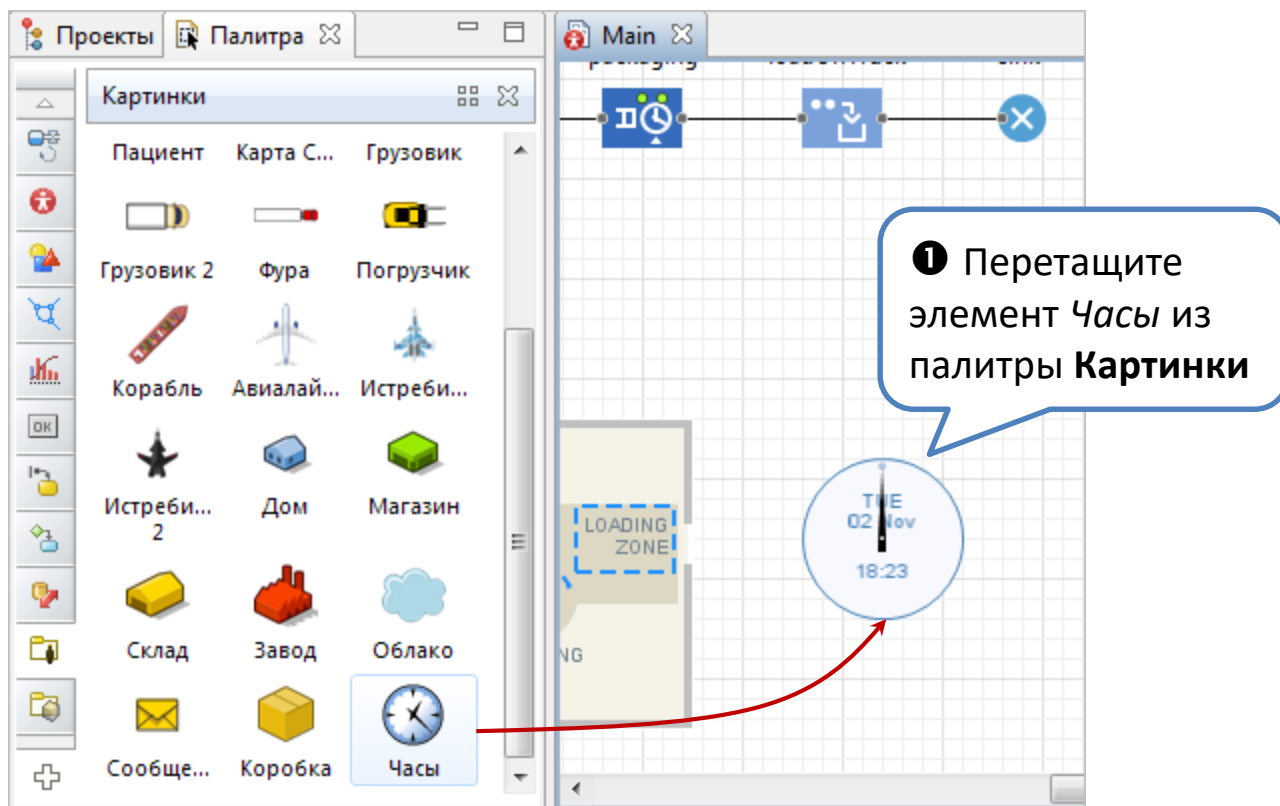 Проекты
Палитра
Main
Картинки
Пациент
Карта С...
Грузовик
Грузовик 2
Фура
Погрузчик
Корабль
Авиалай...
Истреби...
Истреби...
2
Дом
Магазин
Склад
Завод
Облако
Сообще...
Коробка
Часы
OK
LOADING
ZONE
NG
TUE
02 Nov
18:23
❶ Перетащите
элемент Часы из
палитры Картинки